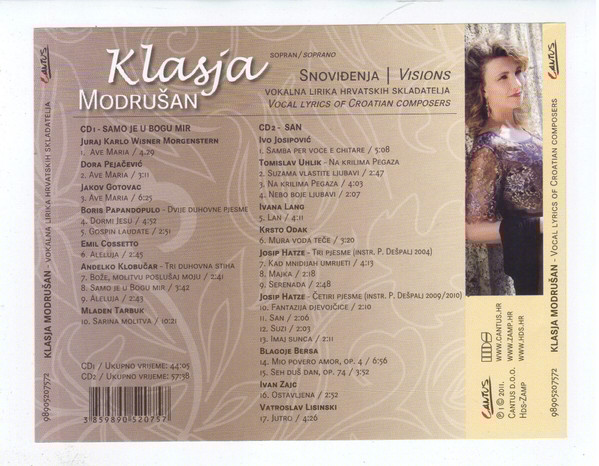 Klasja
MODRUŠAN
SOPRAN/SOPRANO
SNOVIĐENJA | VISIONS
VOKALNA LIRIKA HRVATSKIH SKLADATELJA
VOCAL LYRICS OF CROATIAN COMPOSERS
CD1 - SAMO JE U BOGU MIR
JURAJ KARLO WISNER MORGENSTERN
1. AVE MARIA / 4:29
DORA PEJAČEVIĆ
2. AVE MARIA / 3:11
JAKOV GOTOVAC
3. AVE MARIA / 6:25
BORIS PAPANDOPULO - DVIJE DUHOVNE PJESME
4. DORMI JESU / 4:52
5. GOSPIN LAUDATE / 2:51
EMIL COSSETTO
6. ALELUJA / 2:45
ANĐELKO KLOBUČAR - TRI DUHOVNA STIHA
7. BOŽE, MOLITVU POSLUŠAJ MOJU / 2:41
8. SAMO JE U BOGU MIR / 3:42
9. ALELUJA / 2:43
MLADEN TARBUK
10. SARINA MOLITVA / 10:21
CD1 / UKUPNO VRIJEME: 44:05
CD2 / UKUPNO VRIJEME: 57:38
3 859890 520757
CD2 - SAN
IVO JOSIPOVIĆ
1. SAMBA PER VOCE E CHITARE / 5:08
TOMISLAV UHLIK - NA KRILIMA PEGAZA
2. SUZAMA VLASTITE LJUBAVI / 2:47
3. NA KRILIMA PEGAZA / 4:03
4. NEBO BOJE LJUBAVI / 2:07
IVANA LANG
5. LAN / 4:11
KRSTO ODAK
6. MURA VODA TEČE / 3:20
JOSIP HATZE - TRI PJESME (INSTR. P. DEŠPALJ 2004)
7. KAD MNIDIJAH UMRIJETI / 4:13
8. MAJKA / 2:18
9. SERENADA / 2:48
JOSIP HATZE - ČETIRI PJESME (INSTR. P. DEŠPALJ 2009/2010)
10. FANTAZIJA DJEVOJČICE / 2:10
11. SAN / 2:06
12. SUZI / 2:03
13. IMAJ SUNCA / 2:11
BLAGOJE BERSA
14. MIO POVERO AMOR, OP. 4 / 6:56
15. SEH DUŠ DAN, OP. 74 / 3:52
IVAN ZAJC
16. OSTAVLJENA / 2:52
VATROSLAV LISINSKI
17. JUTRO / 4:26
CANTUS
KLASJA MODRUŠAN - VOKALNA LIRIKA HRVATSKIH SKLADATELJA
98905207572
WWW.CANTUS.HR
WWW.ZAMP.HR
WWW.HDS.HR
CANTUS
℗ | © 2011.
CANTUS D.O.O.
HDS-ZAMP
CANTUS
KLASJA MODRUŠAN - VOCAL LYRICS OF CROATIAN COMPOSERS
98905207572